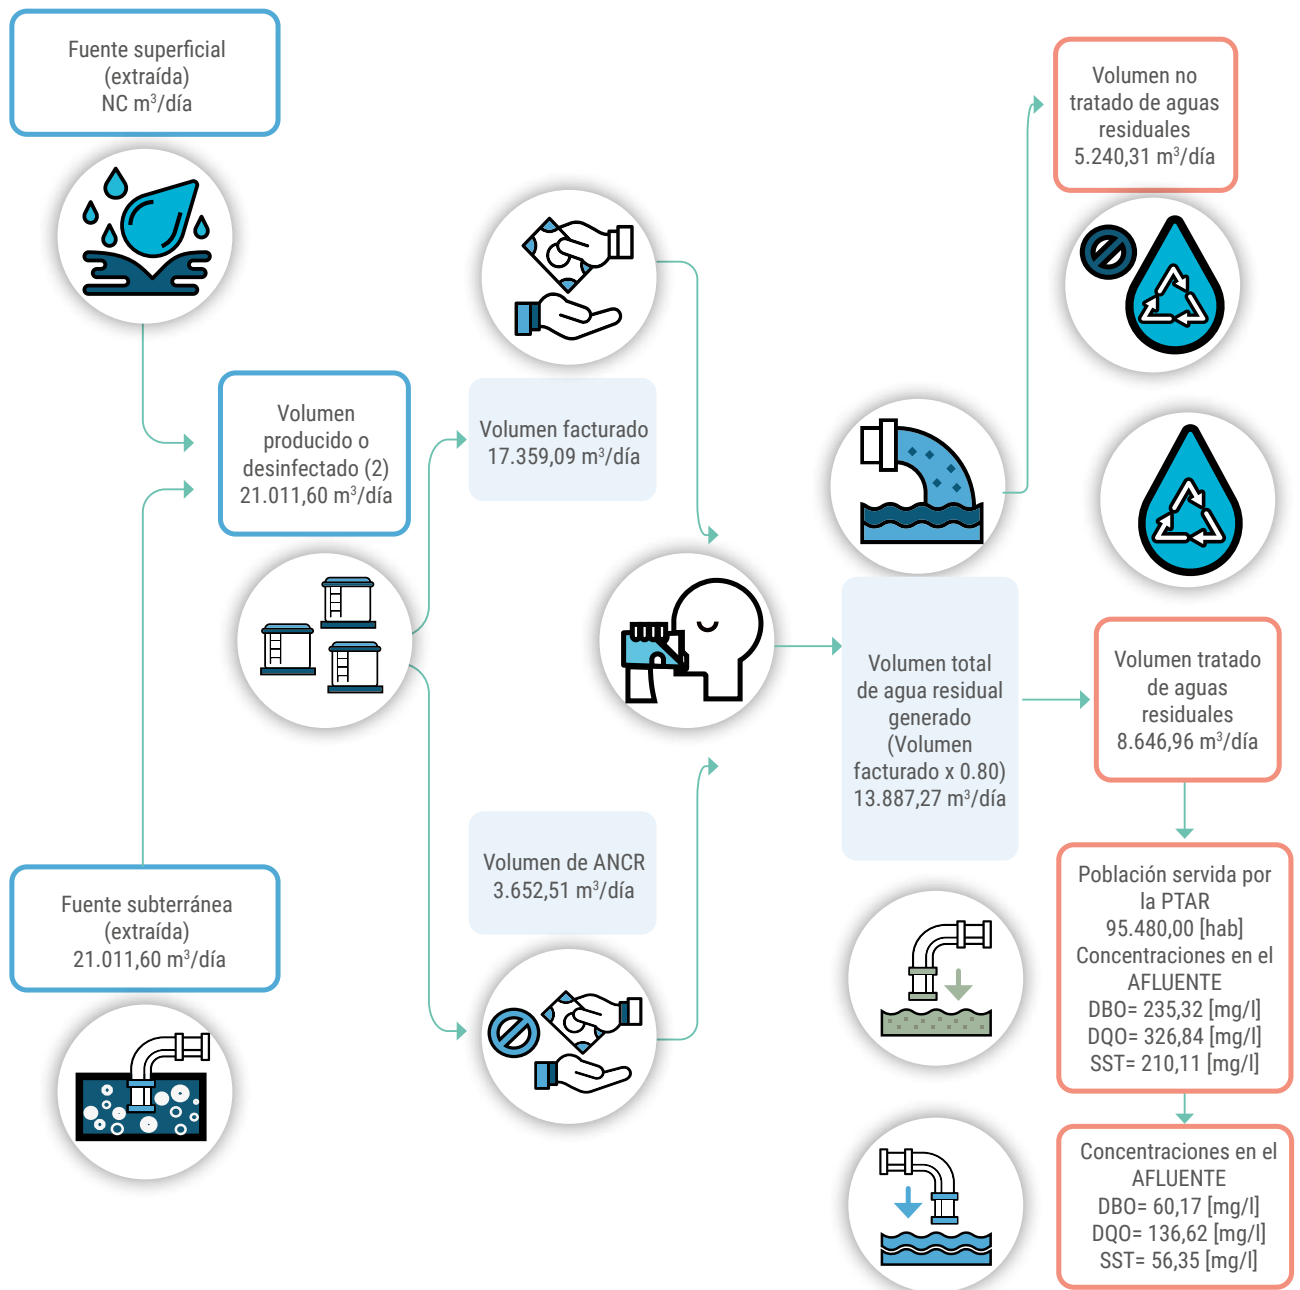 Fuente superficial
(extraída)
NC m³/día
Volumen
producido o
desinfectado (2)
21.011,60 m³/día
Fuente subterránea
(extraída)
21.011,60 m³/día
Volumen facturado
17.359,09 m³/día
Volumen de ANCR
3.652,51 m³/día
Volumen total
de agua residual
generado
(Volumen
facturado x 0.80)
13.887,27 m³/día
Volumen no
tratado de aguas
residuales
5.240,31 m³/día
Volumen tratado
de aguas
residuales
8.646,96 m³/día
Población servida por
la PTAR
95.480,00 [hab]
Concentraciones en el
AFLUENTE
DBO= 235,32 [mg/l]
DQO= 326,84 [mg/l]
SST= 210,11 [mg/l]
Concentraciones en el
AFLUENTE
DBO= 60,17 [mg/l]
DQO= 136,62 [mg/l]
SST= 56,35 [mg/l]